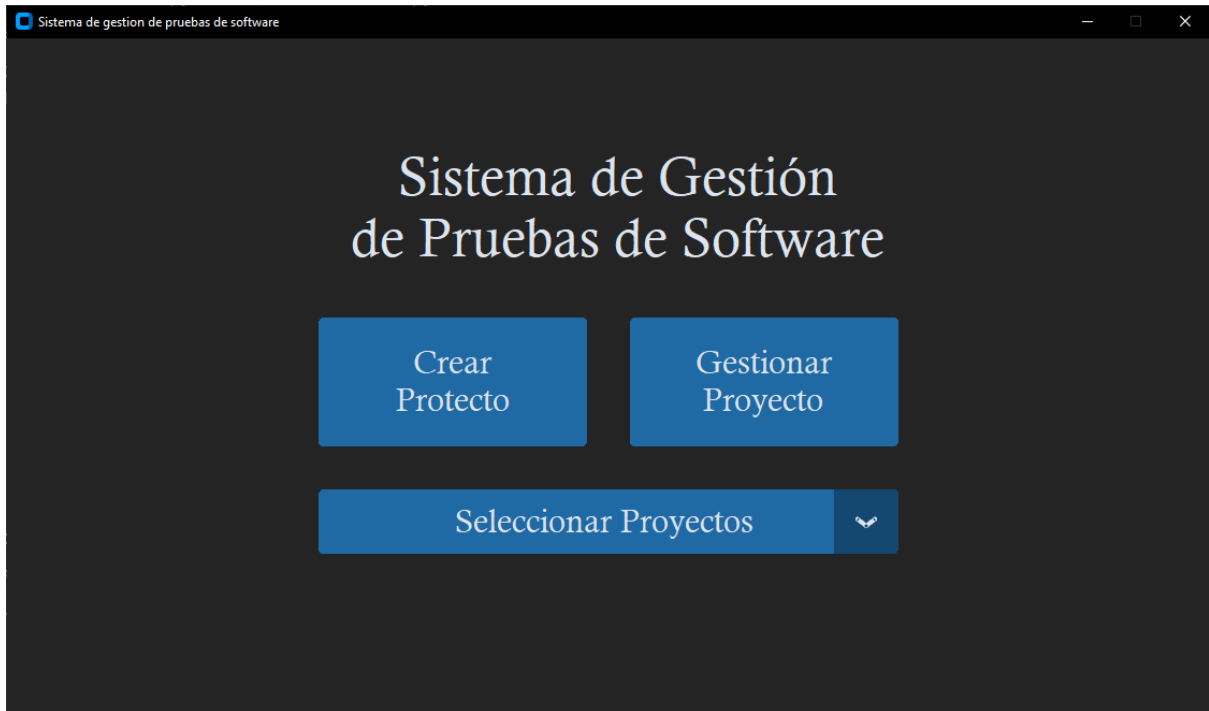 Sistema de gestion de pruebas de software
Sistema de Gestión
de Pruebas de Software
Crear
Protecto
Gestionar
Proyecto
Seleccionar Proyectos